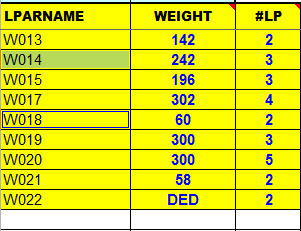 LPARNAME WEIGHT #LP
W013 142 2
W014 242 3
W015 196 3
W017 302 4
W018 60 2
W019 300 3
W020 300 5
W021 58 2
W022 DED 2